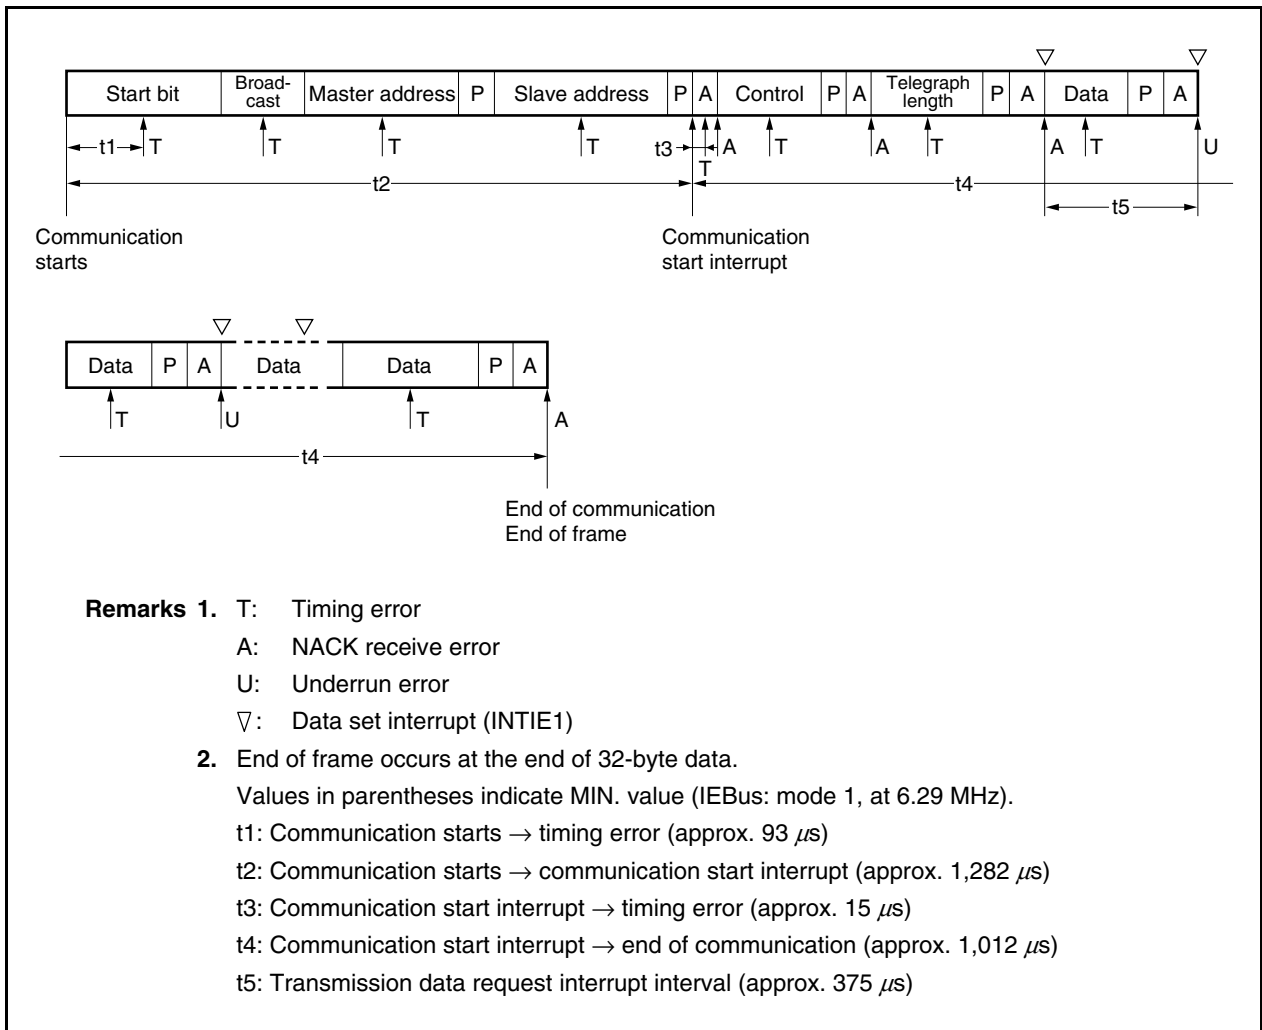 Start bit Broad-cast Master address P Slave address P A Control P A Telegraph length P A Data P A
t1 T T T T t3 T A T A T A T U
t2 t4
t5
Communication starts
Communication start interrupt
Data P A Data Data P A
T U T A
t4
End of communication
End of frame
Remarks 1. T: Timing error
A: NACK receive error
U: Underrun error
▽: Data set interrupt (INTIE1)
2. End of frame occurs at the end of 32-byte data.
Values in parentheses indicate MIN. value (IEBus: mode 1, at 6.29 MHz).
t1: Communication starts → timing error (approx. 93 μs)
t2: Communication starts → communication start interrupt (approx. 1,282 μs)
t3: Communication start interrupt → timing error (approx. 15 μs)
t4: Communication start interrupt → end of communication (approx. 1,012 μs)
t5: Transmission data request interrupt interval (approx. 375 μs)